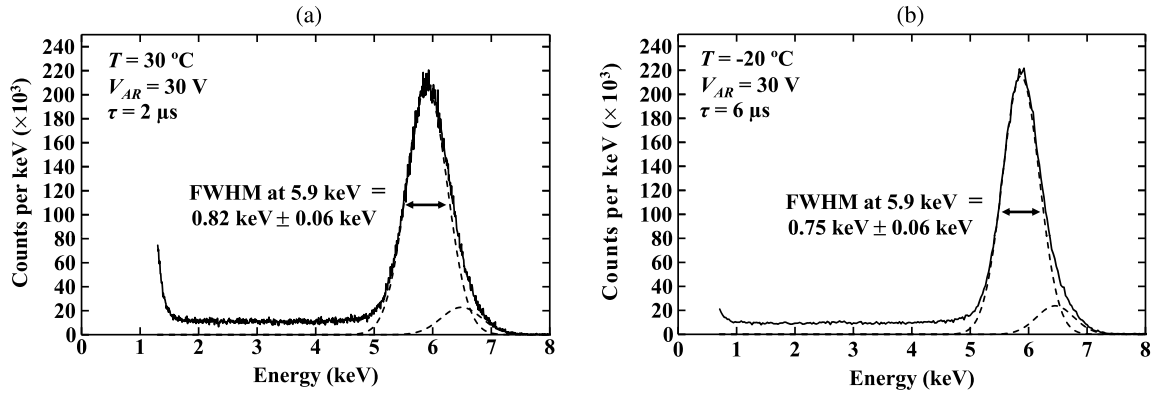 (a)
240
220
200
180
160
140
120
100
80
60
40
20
0
Counts per keV (×10³)
T = 30 ºC
V_AR = 30 V
τ = 2 µs
FWHM at 5.9 keV =
0.82 keV ± 0.06 keV
0 1 2 3 4 5 6 7 8
Energy (keV)
(b)
240
220
200
180
160
140
120
100
80
60
40
20
0
Counts per keV (×10³)
T = -20 ºC
V_AR = 30 V
τ = 6 µs
FWHM at 5.9 keV =
0.75 keV ± 0.06 keV
0 1 2 3 4 5 6 7 8
Energy (keV)